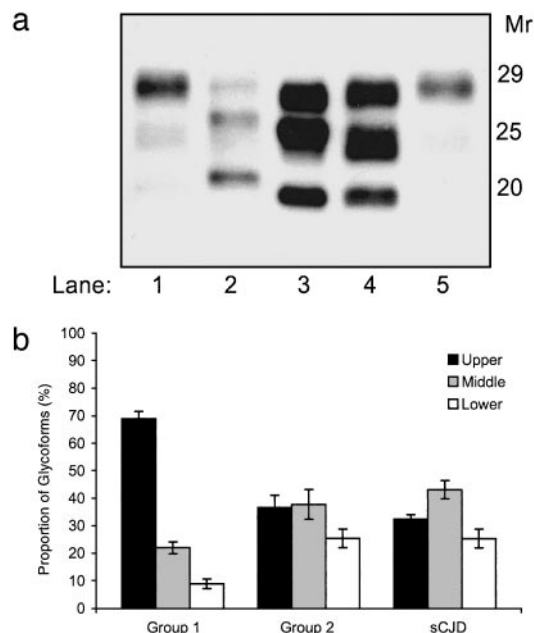 a
Mr
29
25
20
Lane: 1 2 3 4 5
b
100
90
80
70
60
50
40
30
20
10
0
Proportion of Glycoforms (%)
Upper
Middle
Lower
Group 1 Group 2 sCJD